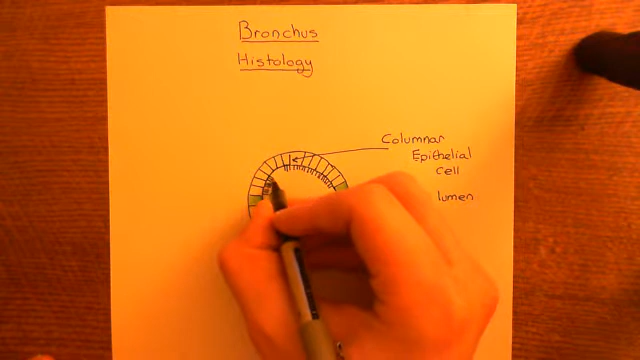 Bronchus
Histology
Columnar
Epithelial
Cell
lumen